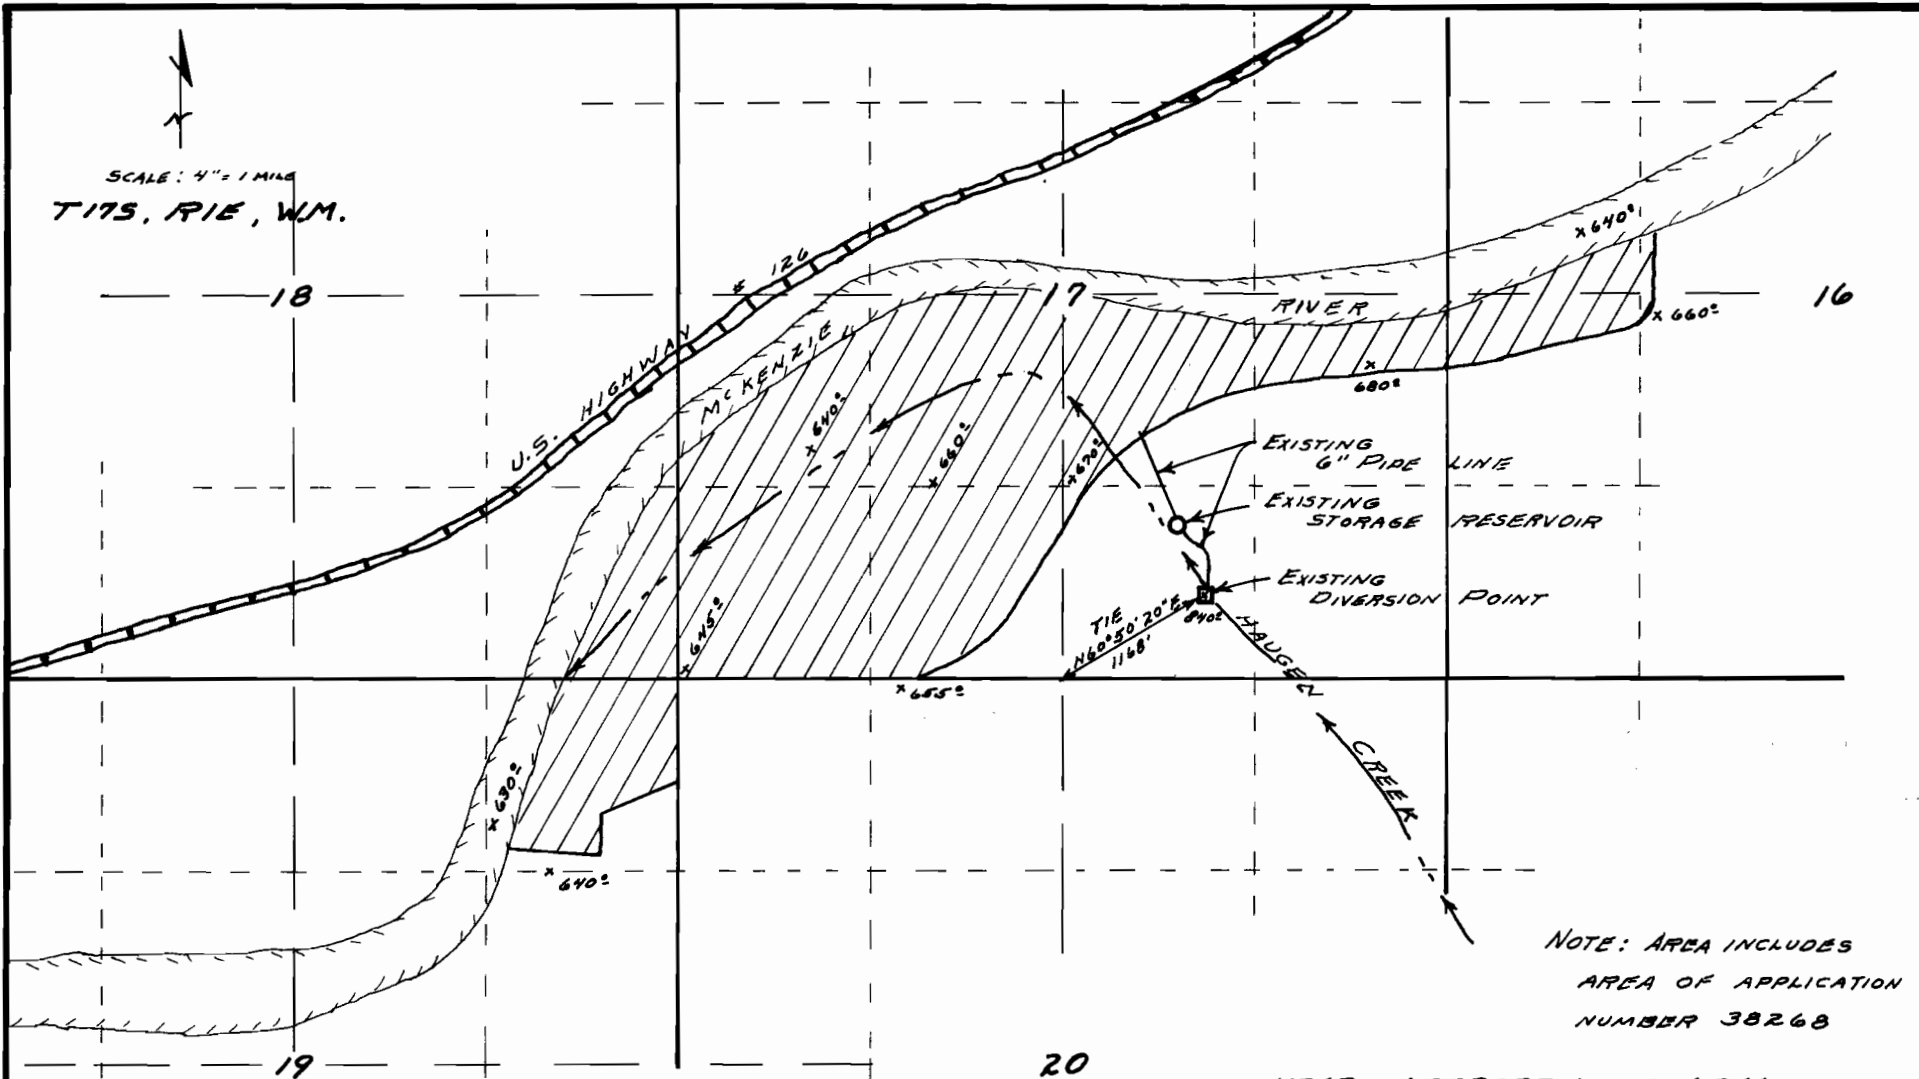 N
SCALE: 4" = 1 MILE
T17S, R1E, W.M.
18
17
16
U.S. HIGHWAY # 126
McKENZIE RIVER
x 640°
x 660°
x 680°
x 640°
x 660°
x 670°
EXISTING
6" PIPE LINE
EXISTING
STORAGE RESERVOIR
EXISTING
DIVERSION POINT
840°
TIE
N60°50'20"E
1168'
HAUGEN CREEK
x 645°
x 655°
x 630°
x 640°
NOTE: AREA INCLUDES
AREA OF APPLICATION
NUMBER 38268
19
20